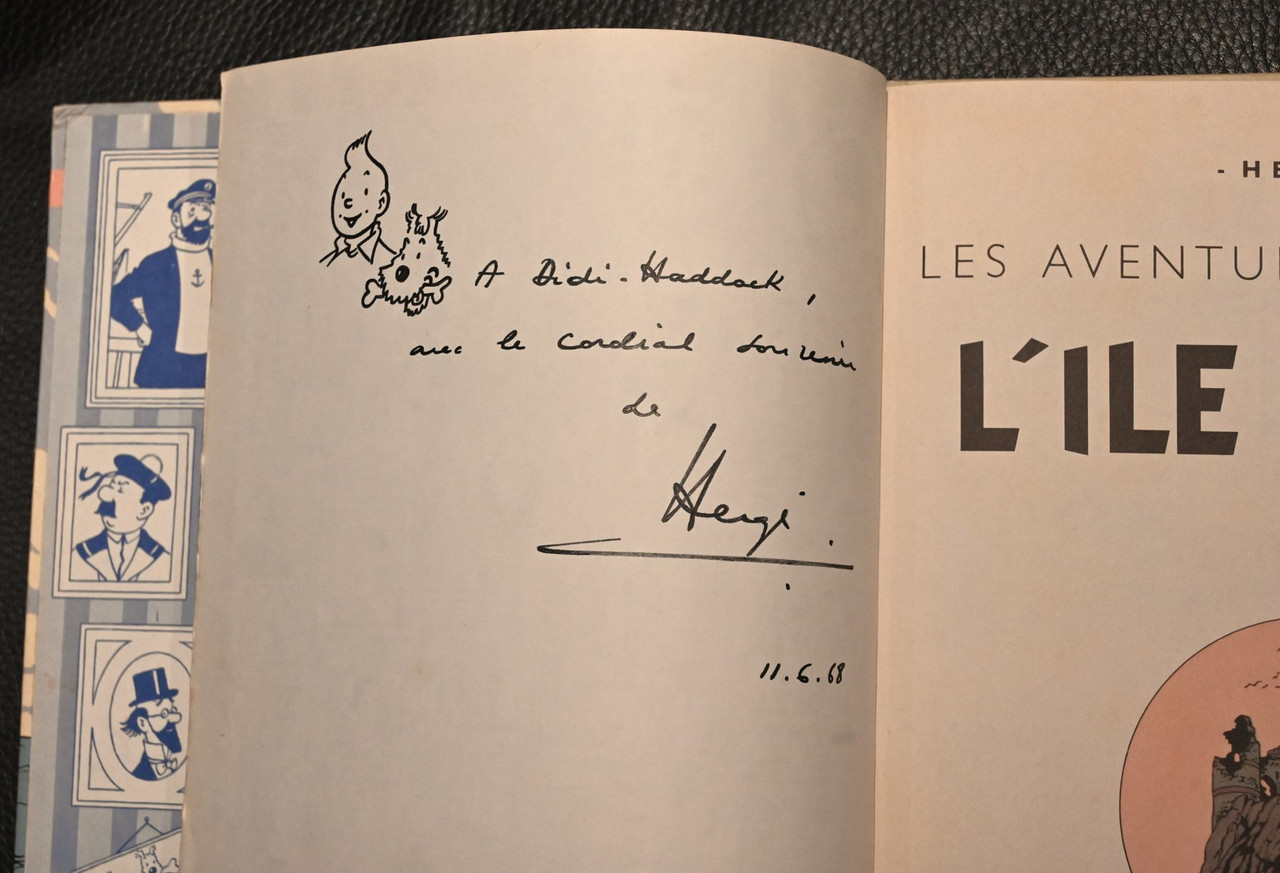 A Didi-Haddock,
avec le cordial souvenir
de
Hergé
11.6.68
- HE
LES AVENTU
L'ILE